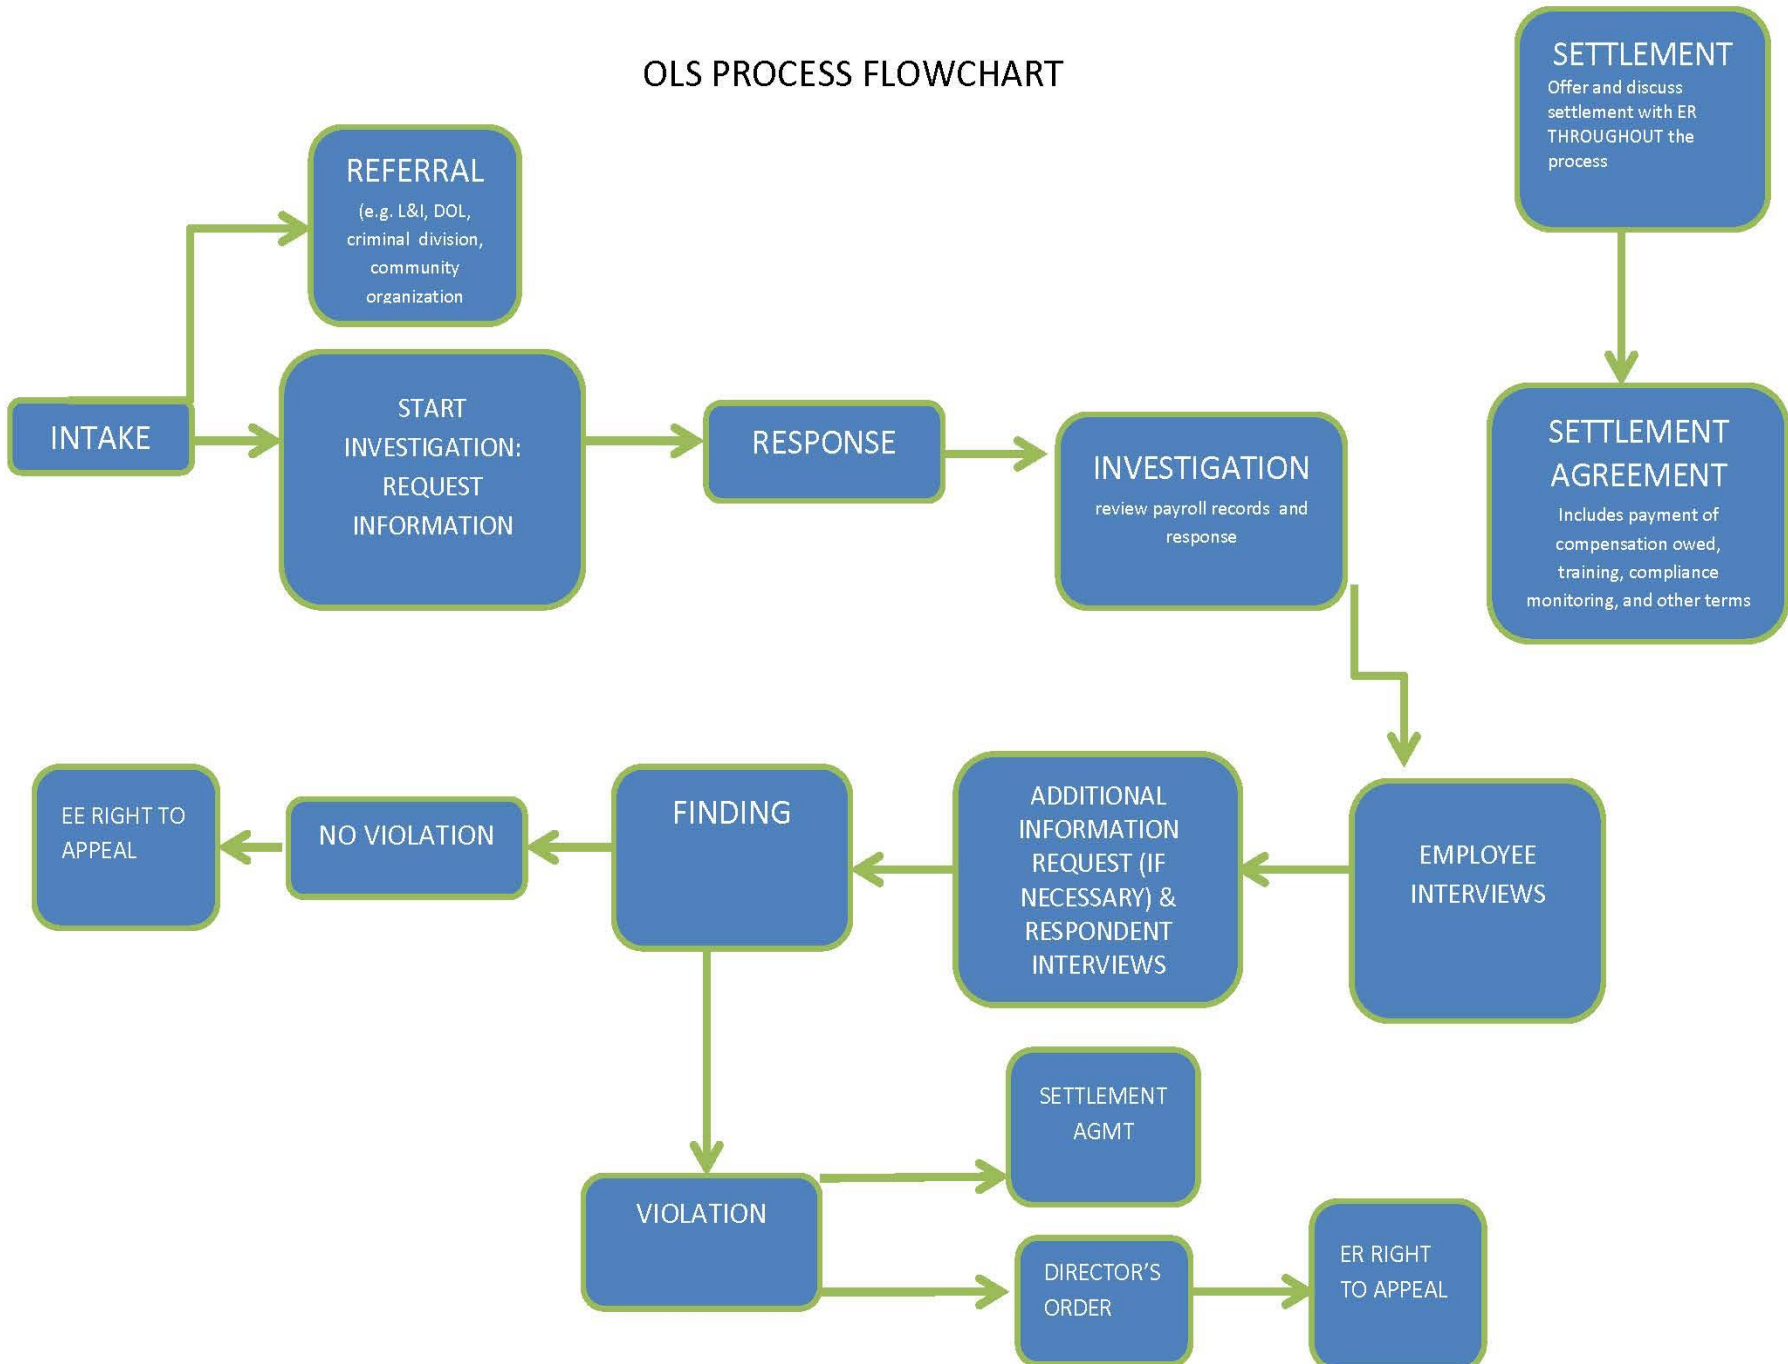 OLS PROCESS FLOWCHART
SETTLEMENT
Offer and discuss
settlement with ER
THROUGHOUT the
process
REFERRAL
(e.g. L&I, DOL,
criminal division,
community
organization
INTAKE
START
INVESTIGATION:
REQUEST
INFORMATION
RESPONSE
INVESTIGATION
review payroll records and
response
SETTLEMENT
AGREEMENT
Includes payment of
compensation owed,
training, compliance
monitoring, and other terms
EE RIGHT TO
APPEAL
NO VIOLATION
FINDING
ADDITIONAL
INFORMATION
REQUEST (IF
NECESSARY) &
RESPONDENT
INTERVIEWS
EMPLOYEE
INTERVIEWS
SETTLEMENT
AGMT
VIOLATION
DIRECTOR’S
ORDER
ER RIGHT
TO APPEAL